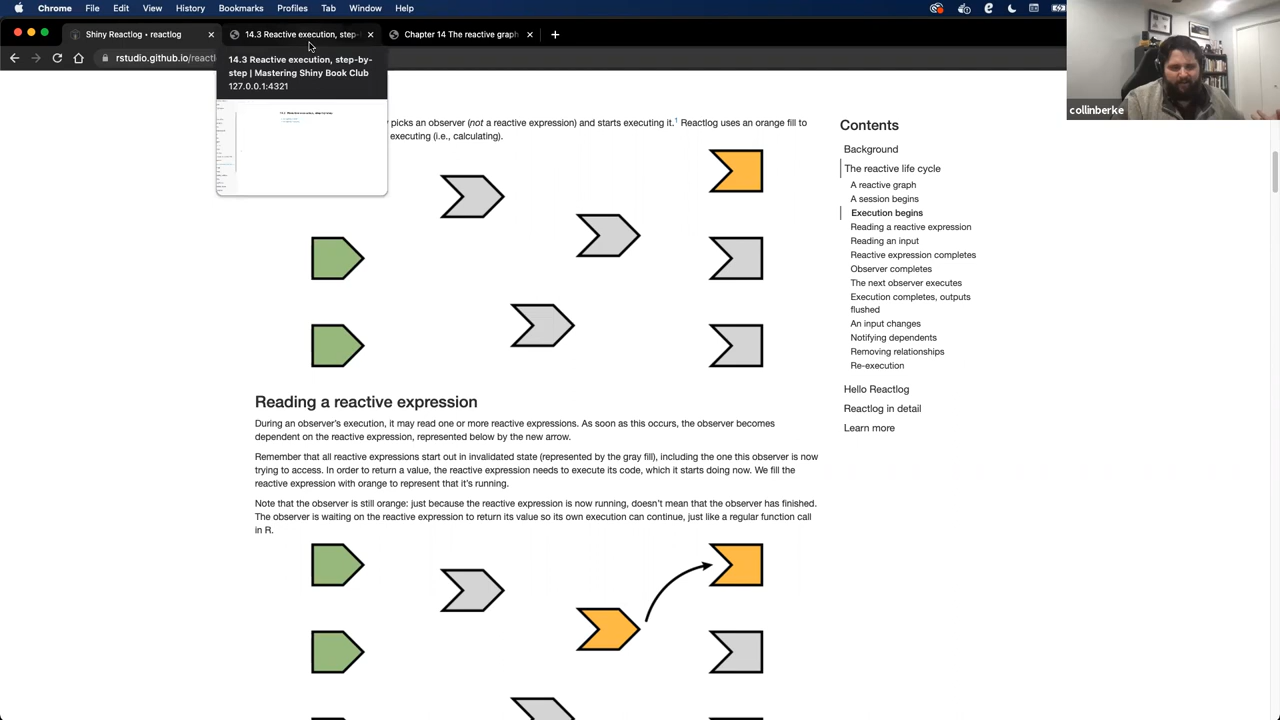 Chrome File Edit View History Bookmarks Profiles Tab Window Help
Shiny Reactlog • reactlog
14.3 Reactive execution, step-
Chapter 14 The reactive graph
rstudio.github.io/reactl
14.3 Reactive execution, step-by-
step | Mastering Shiny Book Club
127.0.0.1:4321
collinberke
picks an observer (not a reactive expression) and starts executing it.1 Reactlog uses an orange fill to
executing (i.e., calculating).
Contents
Background
The reactive life cycle
A reactive graph
A session begins
Execution begins
Reading a reactive expression
Reading an input
Reactive expression completes
Observer completes
The next observer executes
Execution completes, outputs
flushed
An input changes
Notifying dependents
Removing relationships
Re-execution
Hello Reactlog
Reactlog in detail
Learn more
Reading a reactive expression
During an observer's execution, it may read one or more reactive expressions. As soon as this occurs, the observer becomes
dependent on the reactive expression, represented below by the new arrow.
Remember that all reactive expressions start out in invalidated state (represented by the gray fill), including the one this observer is now
trying to access. In order to return a value, the reactive expression needs to execute its code, which it starts doing now. We fill the
reactive expression with orange to represent that it's running.
Note that the observer is still orange: just because the reactive expression is now running, doesn't mean that the observer has finished.
The observer is waiting on the reactive expression to return its value so its own execution can continue, just like a regular function call
in R.